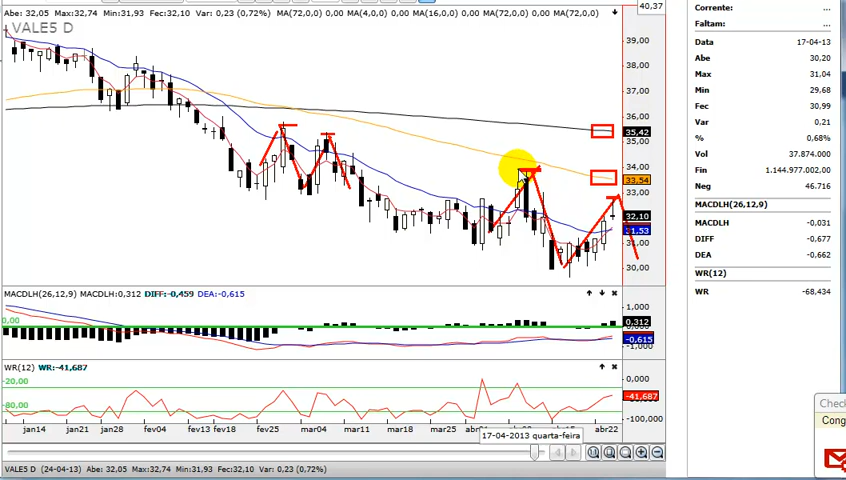 Abe: 32,05 Max:32,74 Min:31,93 Fec:32,10 Var: 0,23 (0,72%) MA(72,0,0) 0,00 MA(4,0,0) 0,00 MA(16,0,0) 0,00 MA(72,0,0) 0,00 MA(72,0,0)
VALE5 D
40,37
39,00
38,00
37,00
36,00
35,42
34,00
33,54
33,00
32,10
31,53
31,00
30,00
MACDLH(26,12,9) MACDLH:0,312 DIFF:-0,459 DEA:-0,615
0.00
1,000
0,312
-0.615
-1,000
WR(12) WR:-41,687
20,00
80,00
0,000
-41,687
-100,000
jan14 jan21 jan28 fev04 fev13 fev18 fev25 mar04 mar11 mar18 mar25 abr22
17-04-2013 quarta-feira
VALE5 D (24-04-13) Abe: 32,05 Max:32,74 Min:31,93 Fec:32,10 Var: 0,23 (0,72%)
Corrente: ...
Faltam: ...
Data 17-04-13
Abe 30,20
Max 31,04
Min 29,68
Fec 30,99
Var 0,21
% 0,68%
Vol 37.874.000
Fin 1.144.977.002,00
Neg 46.716
MACDLH(26,12,9)
MACDLH -0,031
DIFF -0,677
DEA -0,662
WR(12)
WR -68,434
Check
Cong